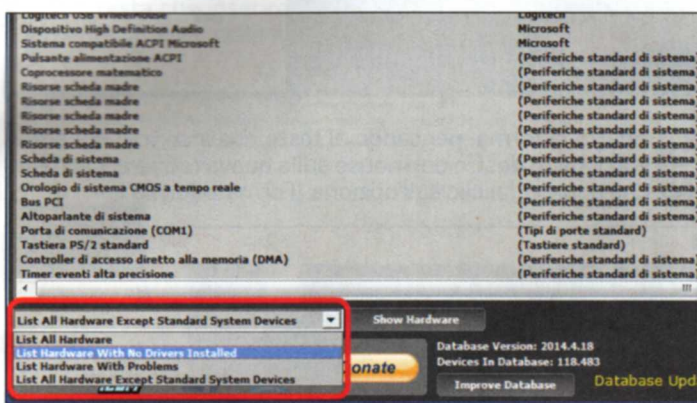 Logitech USB WheelMouse Logitech
Dispositivo High Definition Audio Microsoft
Sistema compatibile ACPI Microsoft Microsoft
Pulsante alimentazione ACPI (Periferiche standard di sistema
Coprocessore matematico (Periferiche standard di sistema
Risorse scheda madre (Periferiche standard di sistema
Risorse scheda madre (Periferiche standard di sistema
Risorse scheda madre (Periferiche standard di sistema
Risorse scheda madre (Periferiche standard di sistema
Risorse scheda madre (Periferiche standard di sistema
Scheda di sistema (Periferiche standard di sistema
Scheda di sistema (Periferiche standard di sistema
Orologio di sistema CMOS a tempo reale (Periferiche standard di sistema
Bus PCI (Periferiche standard di sistema
Altoparlante di sistema (Periferiche standard di sistema
Porta di comunicazione (COM1) (Tipi di porte standard)
Tastiera PS/2 standard (Tastiere standard)
Controller di accesso diretto alla memoria (DMA) (Periferiche standard di sistema
Timer eventi alta precisione (Periferiche standard di sistema
List All Hardware Except Standard System Devices Show Hardware
List All Hardware
List Hardware With No Drivers Installed
List Hardware With Problems
List All Hardware Except Standard System Devices
onate
Database Version: 2014.4.18
Devices In Database: 118.483
Improve Database Database Upd